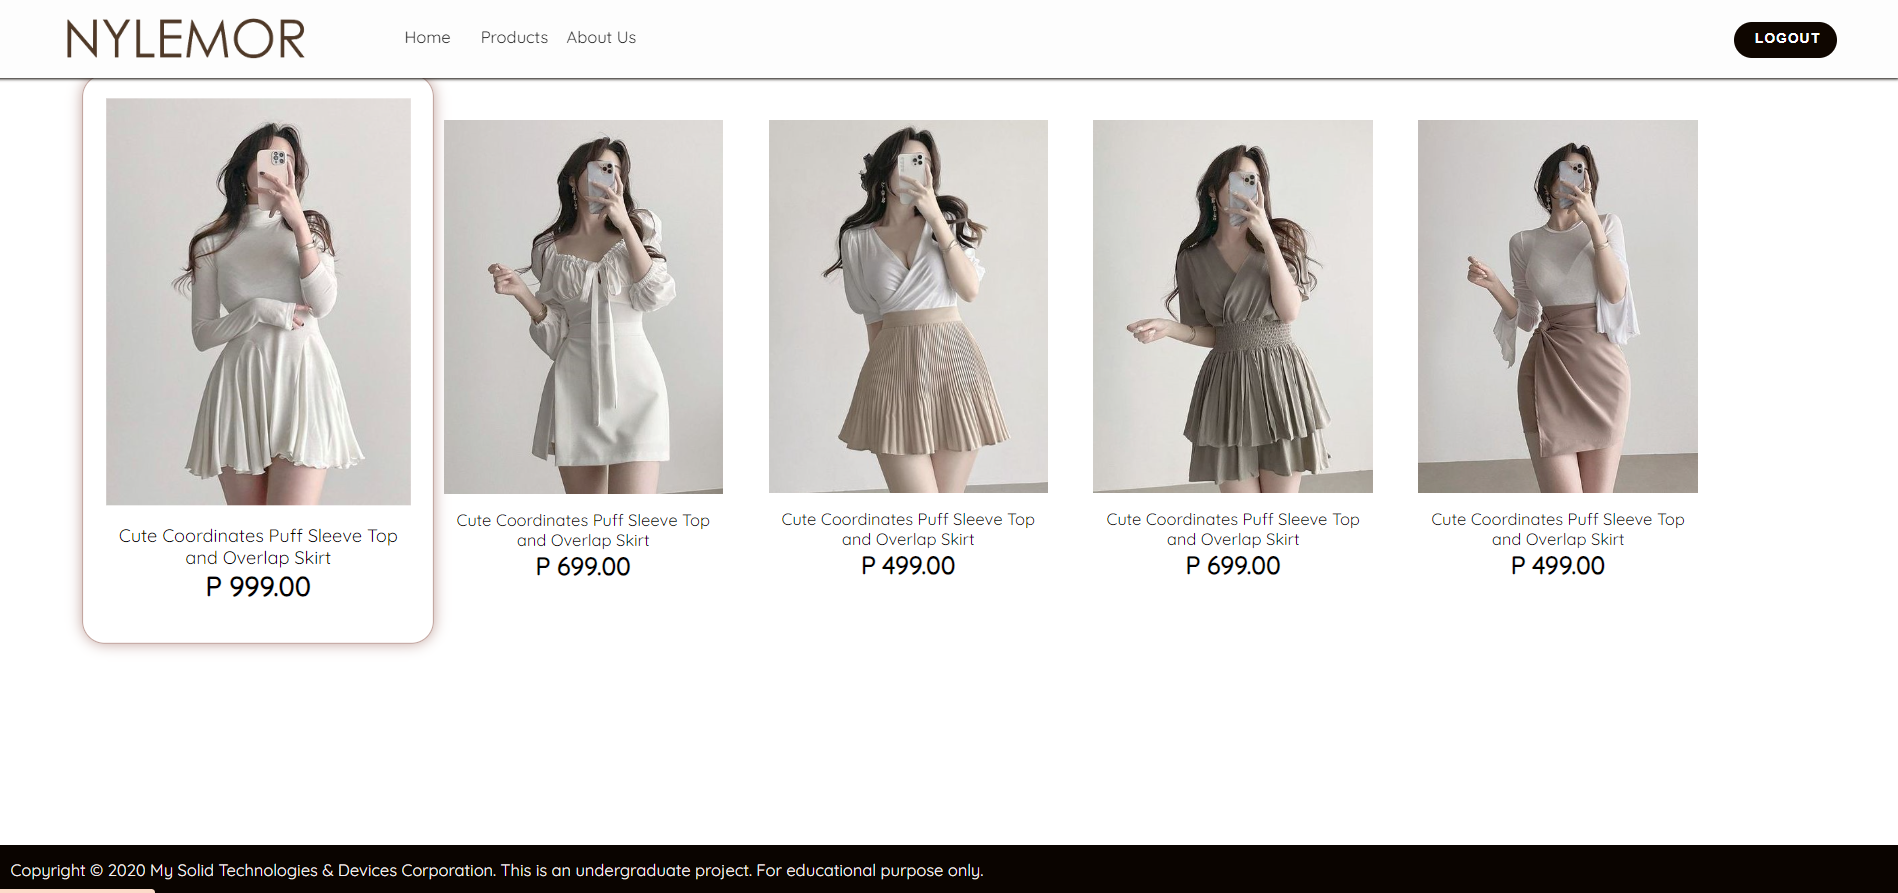 NYLEMOR
Home Products About Us
LOGOUT
Cute Coordinates Puff Sleeve Top
and Overlap Skirt
P 999.00
Cute Coordinates Puff Sleeve Top
and Overlap Skirt
P 699.00
Cute Coordinates Puff Sleeve Top
and Overlap Skirt
P 499.00
Cute Coordinates Puff Sleeve Top
and Overlap Skirt
P 699.00
Cute Coordinates Puff Sleeve Top
and Overlap Skirt
P 499.00
Copyright © 2020 My Solid Technologies & Devices Corporation. This is an undergraduate project. For educational purpose only.